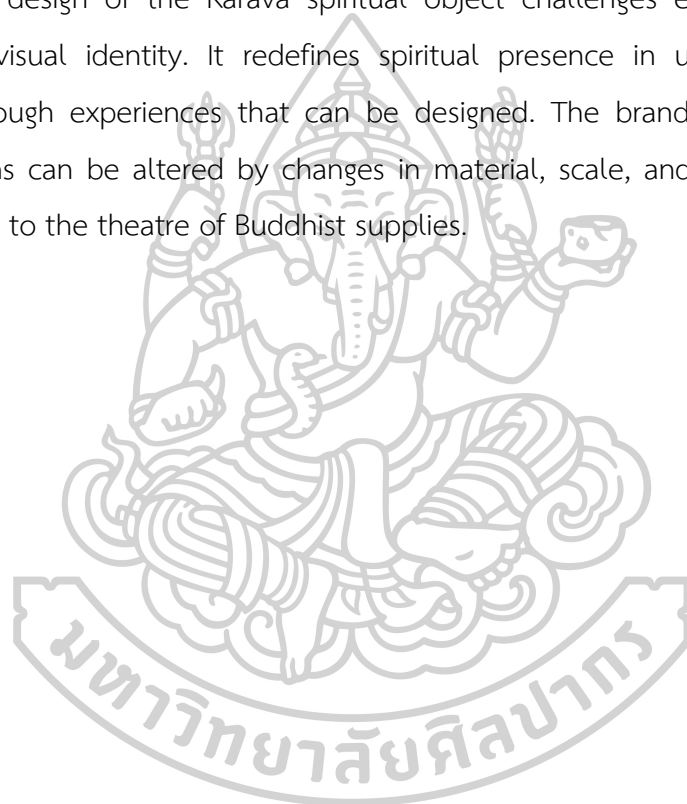 design of the Karava spiritual object challenges e
visual identity. It redefines spiritual presence in u
ough experiences that can be designed. The brand
ns can be altered by changes in material, scale, and
to the theatre of Buddhist supplies.
มหาวิทยาลัยศิลปากร